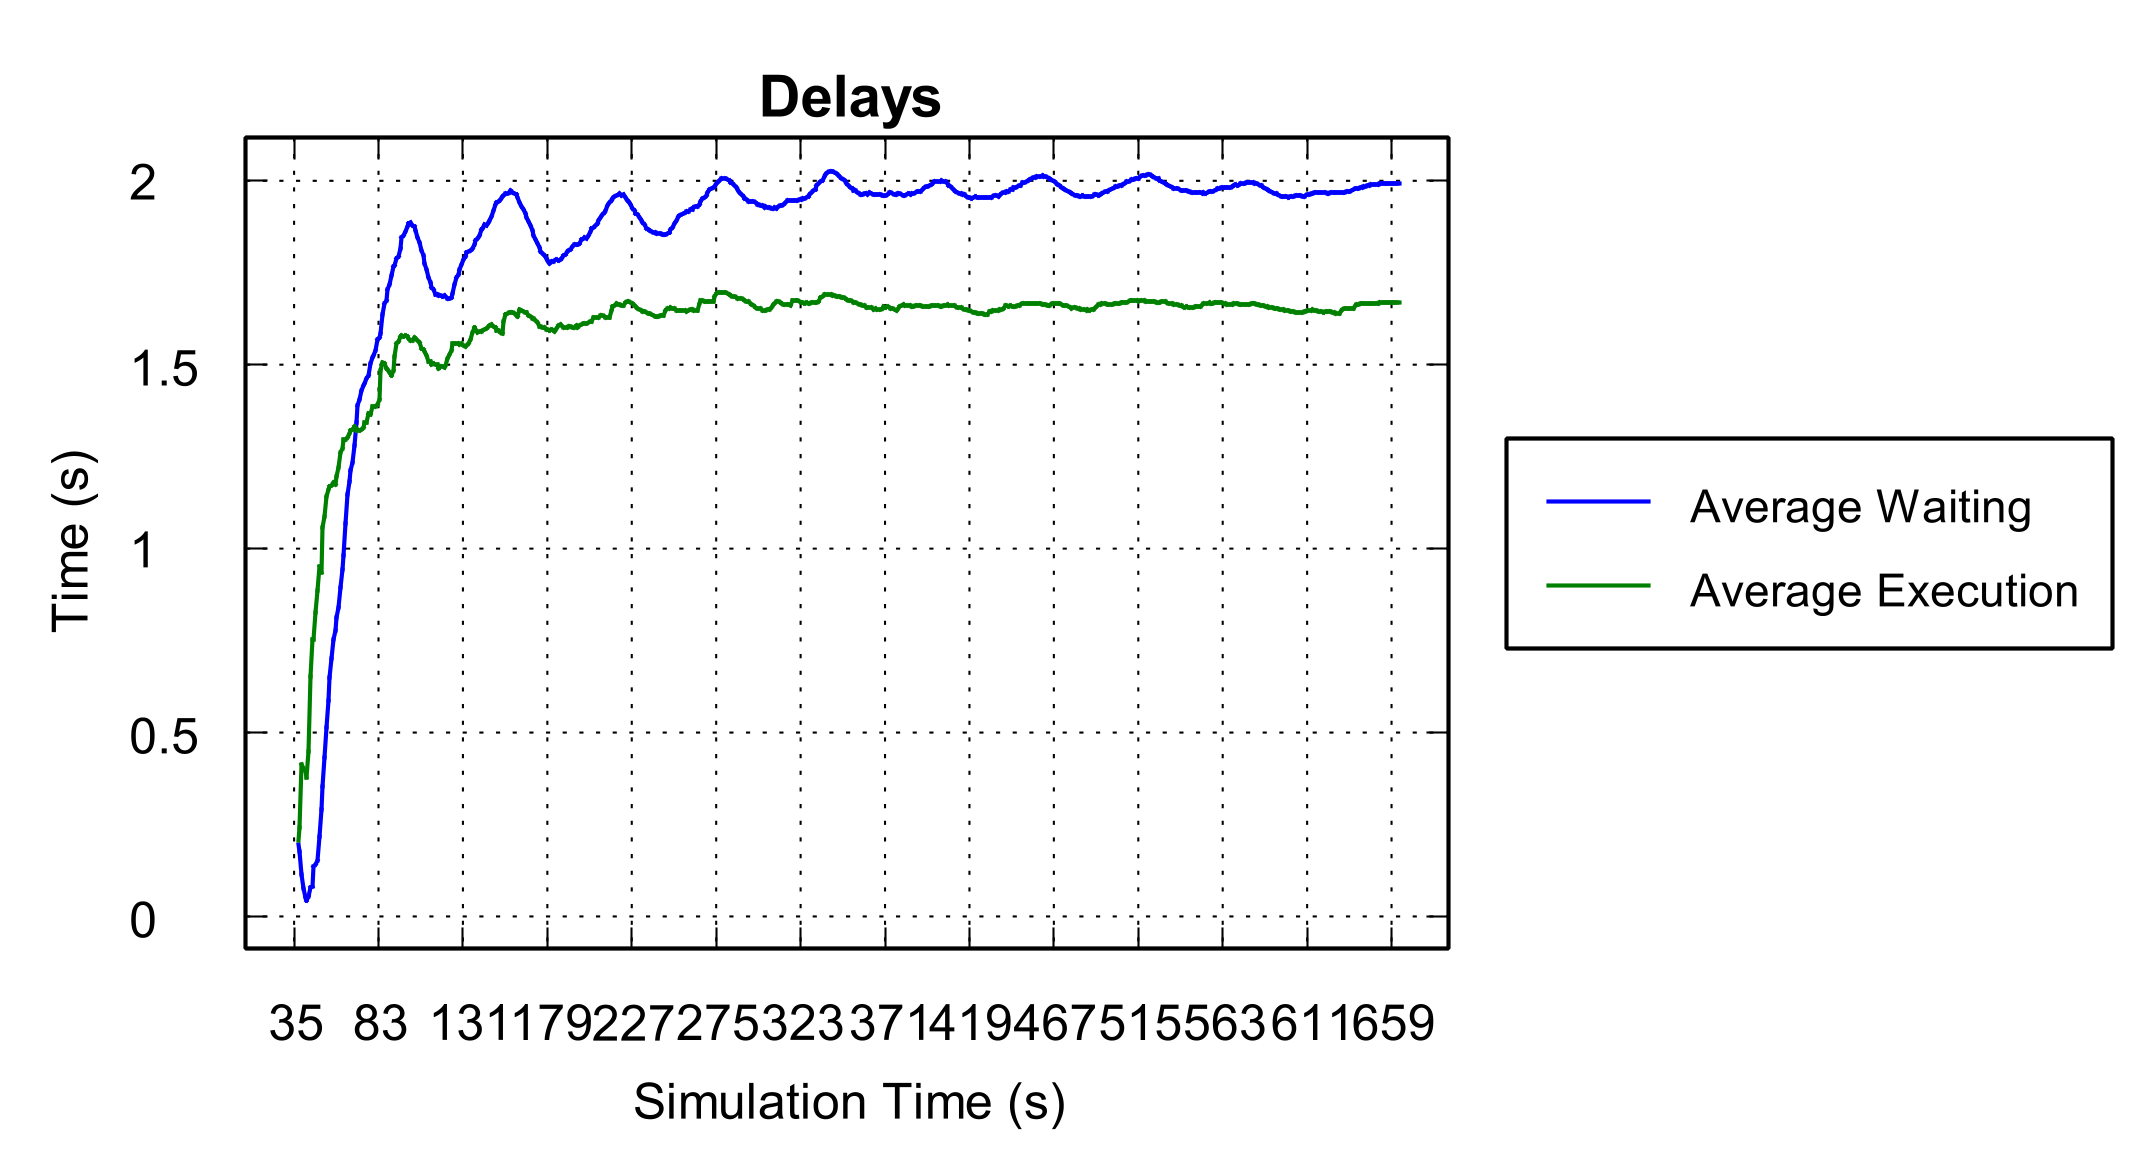 Delays
2
1.5
1
0.5
0
Time (s)
35 83 131 179 227 275 323 371 419 467 515 563 611 659
Simulation Time (s)
Average Waiting
Average Execution